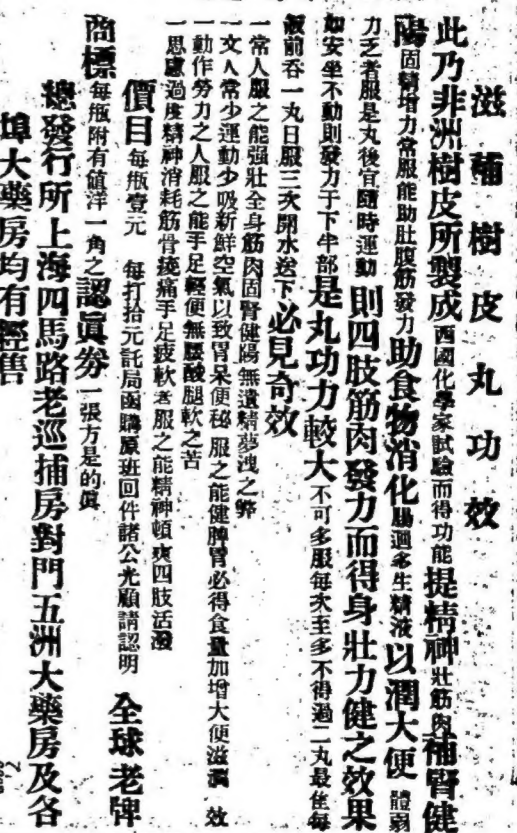 滋補樹皮丸功效
此乃非洲樹皮所製成西國化學家試驗而得功能提精神壯筋肉補腎健
陽固精增力常服能助肚腹筋發力助食物消化腸過多生精液以潤大便體弱
力乏者服是丸後宜隨時運動則四肢筋肉發力而得身壯力健之效果
如安坐不動則發力于下半部是丸功力較大不可多服每次至多不得過二丸最佳每
飯前吞一丸日服三次開水送下必見奇效
一常人服之能强壯全身筋肉固腎健陽無遺精夢洩之弊
一文人常少運動少吸新鮮空氣以致胃呆便秘服之能健脾胃必得食量加增大便滋潤效
一動作勞力之人服之能手足輕便無腰酸腿軟之苦
一思慮過度精神消耗筋骨痠痛手足疲軟者服之能精神頓爽四肢活潑
價目每瓶壹元 每打拾元託局函購原班回件諸公光顧請認明全球老牌
商標每瓶附有值洋一角之認眞券一張方是的眞
總發行所上海四馬路老巡捕房對門五洲大藥房及各
埠大藥房均有經售